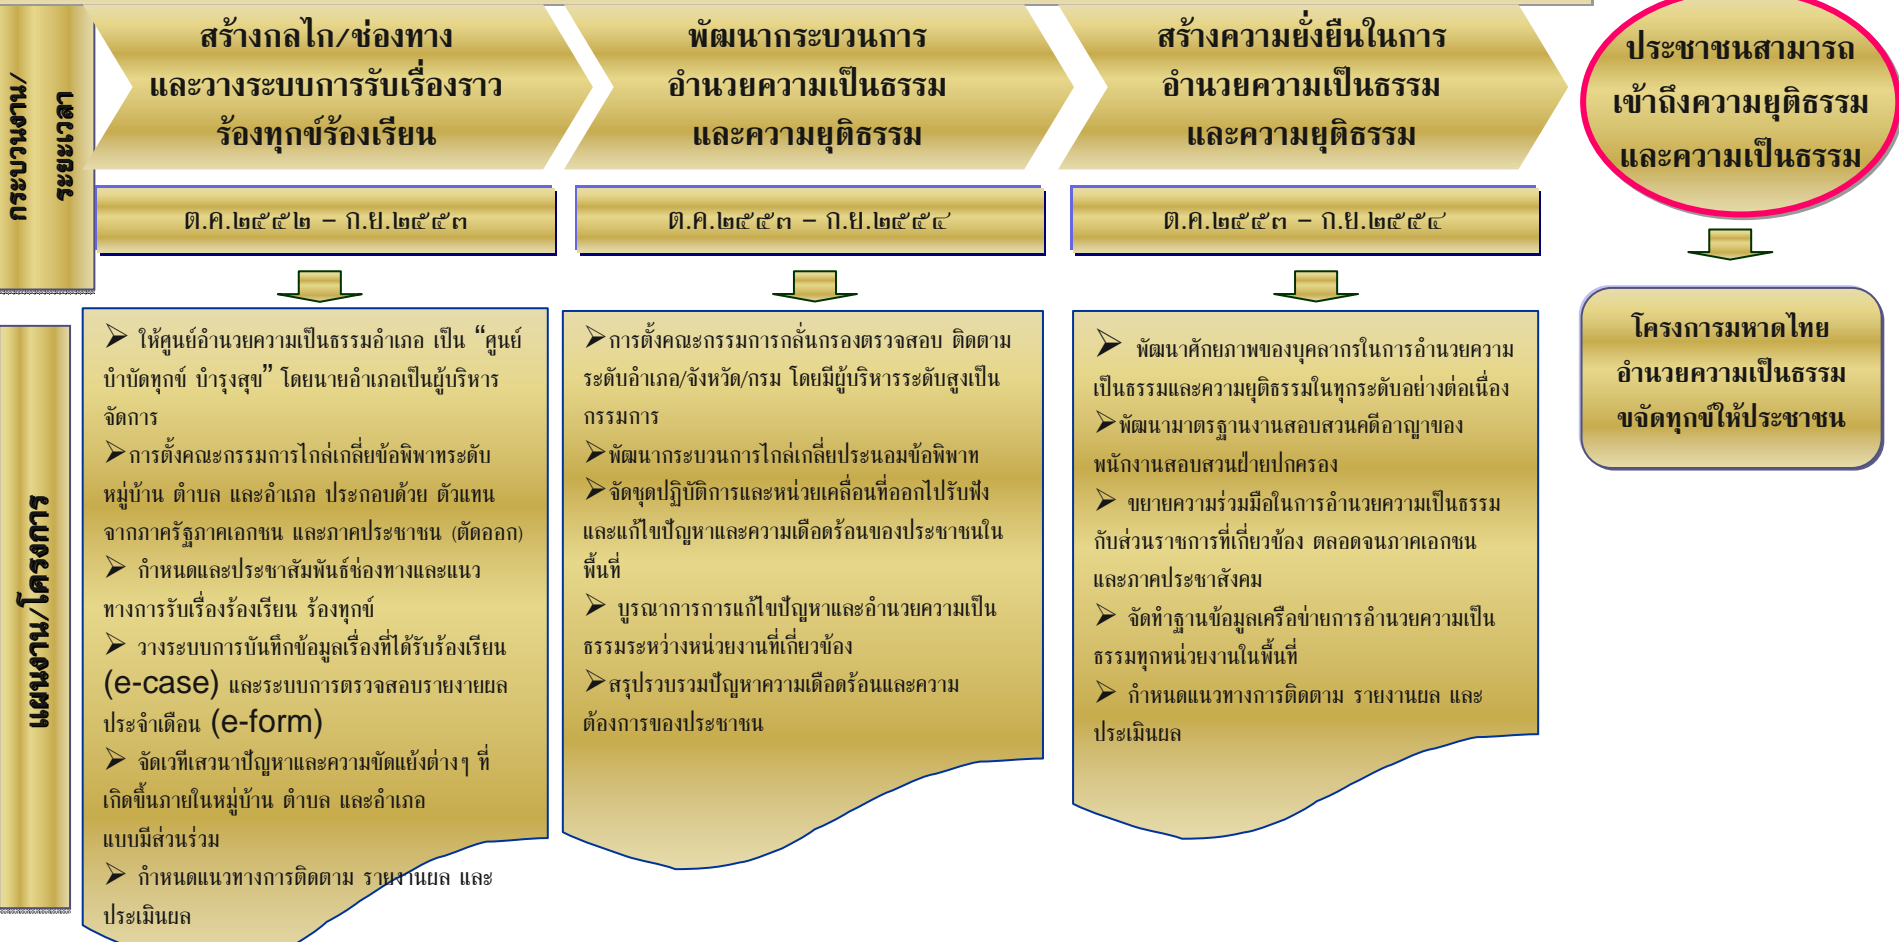 กระบวนงาน/
ระยะเวลา
สร้างกลไก/ช่องทาง
และวางระบบการรับเรื่องราว
ร้องทุกข์ร้องเรียน
พัฒนากระบวนการ
อำนวยความเป็นธรรม
และความยุติธรรม
สร้างความยั่งยืนในการ
อำนวยความเป็นธรรม
และความยุติธรรม
ประชาชนสามารถ
เข้าถึงความยุติธรรม
และความเป็นธรรม
ต.ค.๒๕๕๒ – ก.ย.๒๕๕๓
ต.ค.๒๕๕๓ – ก.ย.๒๕๕๔
ต.ค.๒๕๕๓ – ก.ย.๒๕๕๔
แผนงาน/โครงการ
➢ ให้ศูนย์อำนวยความเป็นธรรมอำเภอ เป็น “ศูนย์
บำบัดทุกข์ บำรุงสุข” โดยนายอำเภอเป็นผู้บริหาร
จัดการ
➢การตั้งคณะกรรมการไกล่เกลี่ยข้อพิพาทระดับ
หมู่บ้าน ตำบล และอำเภอ ประกอบด้วย ตัวแทน
จากภาครัฐภาคเอกชน และภาคประชาชน (ตัดออก)
➢ กำหนดและประชาสัมพันธ์ช่องทางและแนว
ทางการรับเรื่องร้องเรียน ร้องทุกข์
➢ วางระบบการบันทึกข้อมูลเรื่องที่ได้รับร้องเรียน
(e-case) และระบบการตรวจสอบรายงายผล
ประจำเดือน (e-form)
➢ จัดเวทีเสวนาปัญหาและความขัดแย้งต่างๆ ที่
เกิดขึ้นภายในหมู่บ้าน ตำบล และอำเภอ
แบบมีส่วนร่วม
➢ กำหนดแนวทางการติดตาม รายงานผล และ
ประเมินผล
➢การตั้งคณะกรรมการกลั่นกรองตรวจสอบ ติดตาม
ระดับอำเภอ/จังหวัด/กรม โดยมีผู้บริหารระดับสูงเป็น
กรรมการ
➢พัฒนากระบวนการไกล่เกลี่ยประนอมข้อพิพาท
➢จัดชุดปฏิบัติการและหน่วยเคลื่อนที่ออกไปรับฟัง
และแก้ไขปัญหาและความเดือดร้อนของประชาชนใน
พื้นที่
➢ บูรณาการการแก้ไขปัญหาและอำนวยความเป็น
ธรรมระหว่างหน่วยงานที่เกี่ยวข้อง
➢สรุปรวบรวมปัญหาความเดือดร้อนและความ
ต้องการของประชาชน
➢ พัฒนาศักยภาพของบุคลากรในการอำนวยความ
เป็นธรรมและความยุติธรรมในทุกระดับอย่างต่อเนื่อง
➢พัฒนามาตรฐานงานสอบสวนคดีอาญาของ
พนักงานสอบสวนฝ่ายปกครอง
➢ ขยายความร่วมมือในการอำนวยความเป็นธรรม
กับส่วนราชการที่เกี่ยวข้อง ตลอดจนภาคเอกชน
และภาคประชาสังคม
➢ จัดทำฐานข้อมูลเครือข่ายการอำนวยความเป็น
ธรรมทุกหน่วยงานในพื้นที่
➢ กำหนดแนวทางการติดตาม รายงานผล และ
ประเมินผล
โครงการมหาดไทย
อำนวยความเป็นธรรม
ขจัดทุกข์ให้ประชาชน